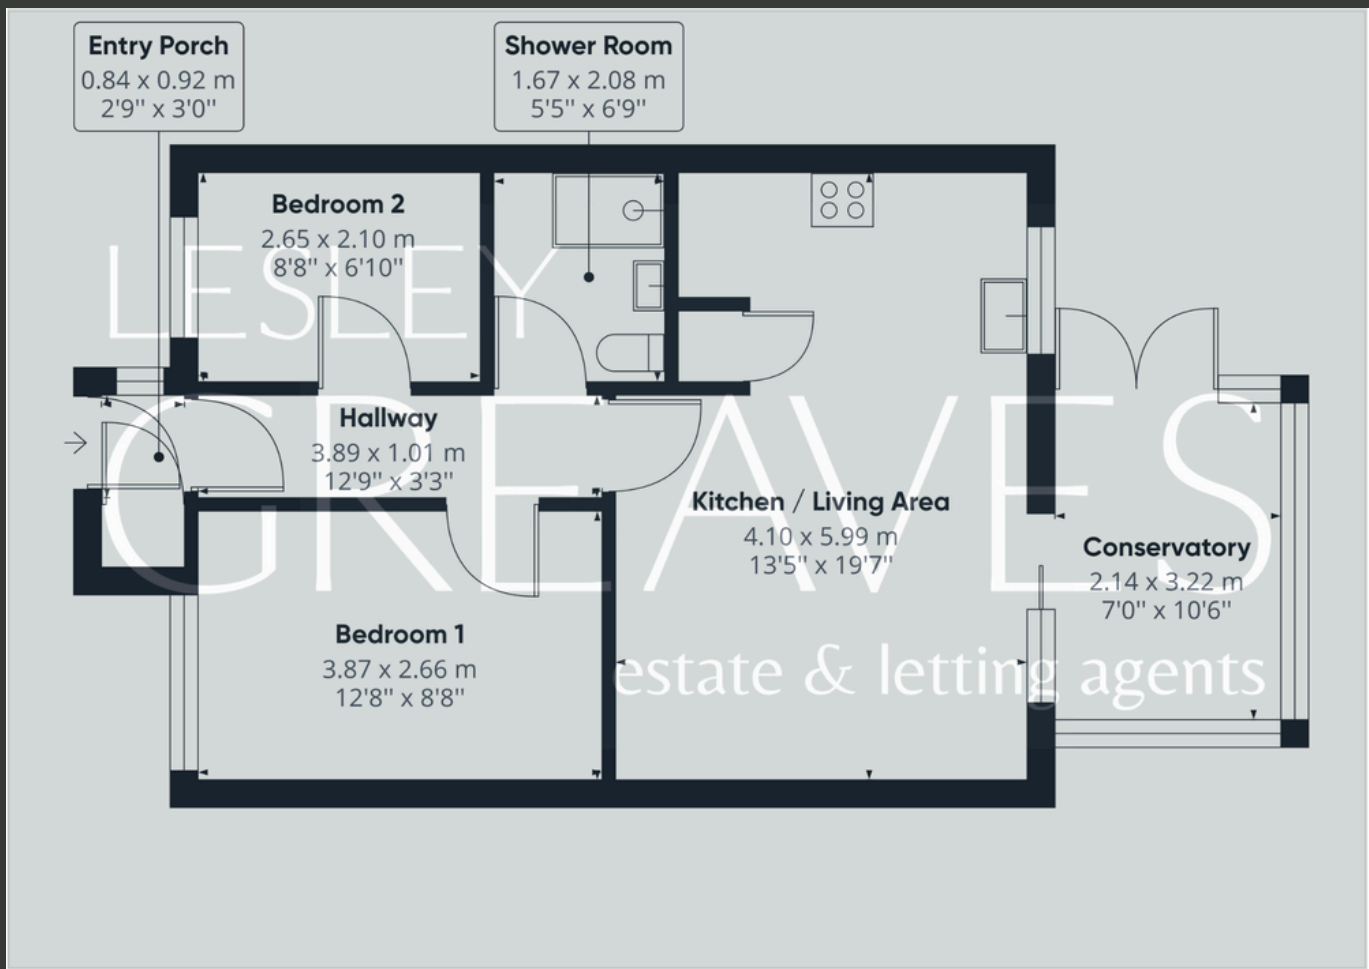 Entry Porch
0.84 x 0.92 m
2'9" x 3'0"
Shower Room
1.67 x 2.08 m
5'5" x 6'9"
Bedroom 2
2.65 x 2.10 m
8'8" x 6'10"
LESLEY
GREAVES
estate & letting agents
Hallway
3.89 x 1.01 m
12'9" x 3'3"
Kitchen / Living Area
4.10 x 5.99 m
13'5" x 19'7"
Conservatory
2.14 x 3.22 m
7'0" x 10'6"
Bedroom 1
3.87 x 2.66 m
12'8" x 8'8"